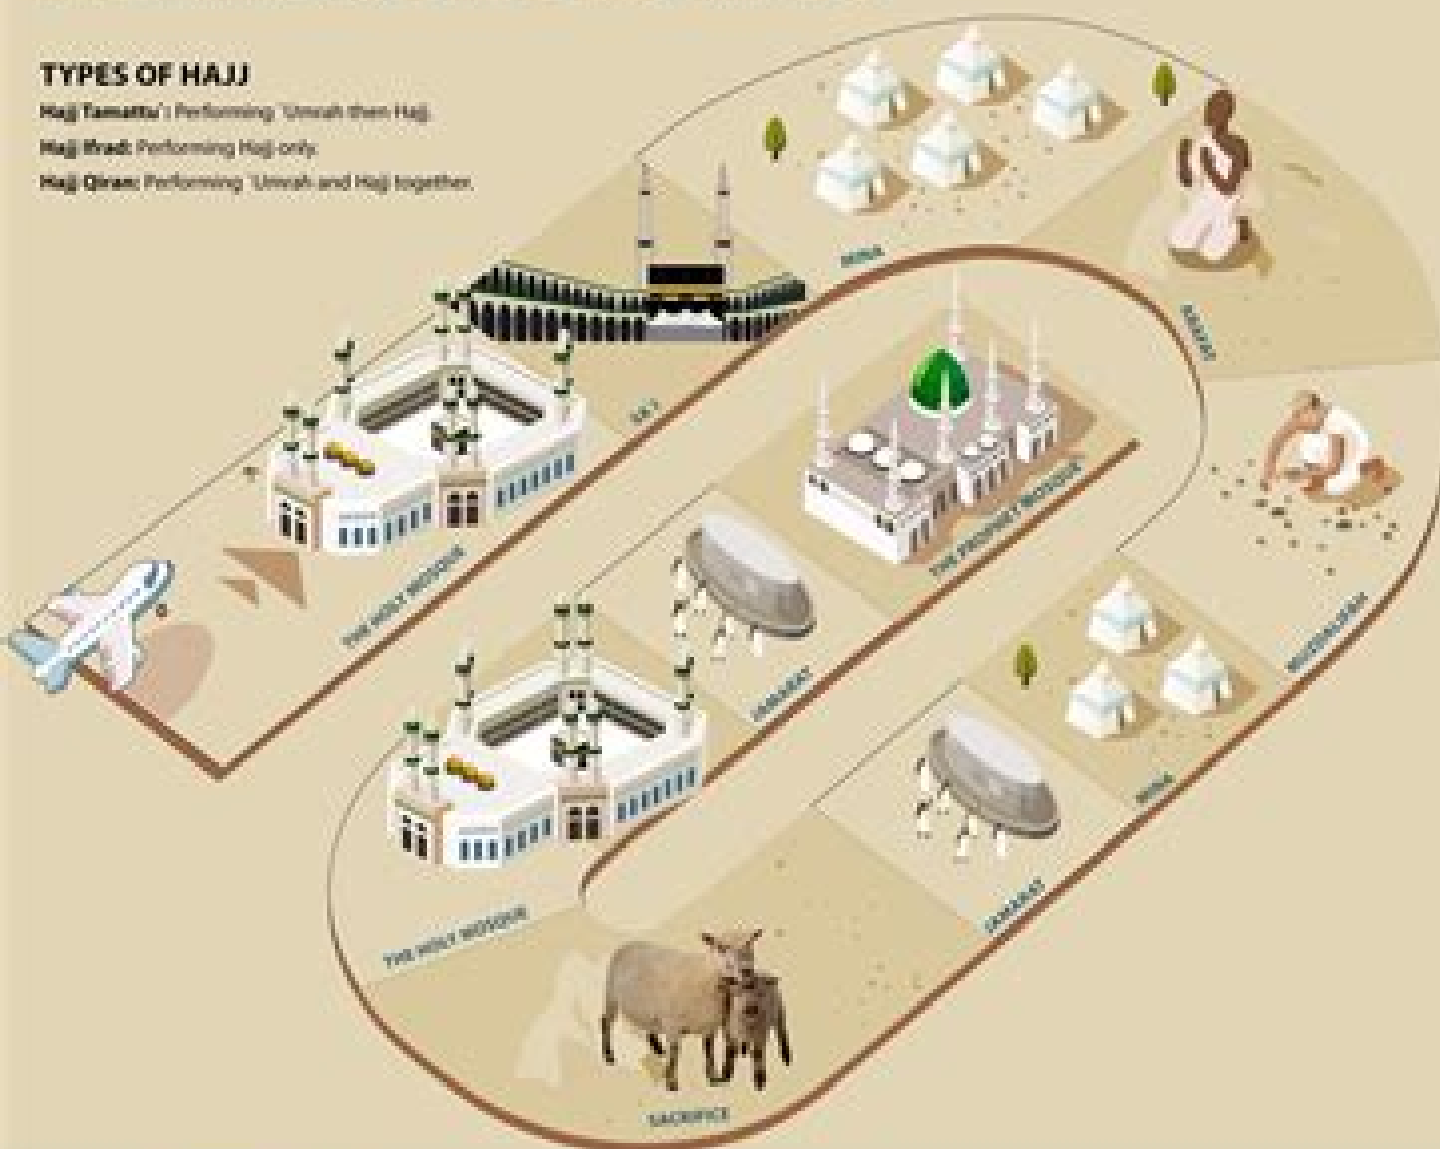 TYPES OF HAJJ
Hajj Tamattu`: Performing `Umrah then Hajj.
Hajj Ifrad: Performing Hajj only.
Hajj Qiran: Performing `Umrah and Hajj together.
MINA
ARAFAT
SA'I
THE PROPHET MOSQUE
THE HOLY MOSQUE
MUZDALIFAH
JAMARAT
MINA
JAMARAT
THE HOLY MOSQUE
SACRIFICE